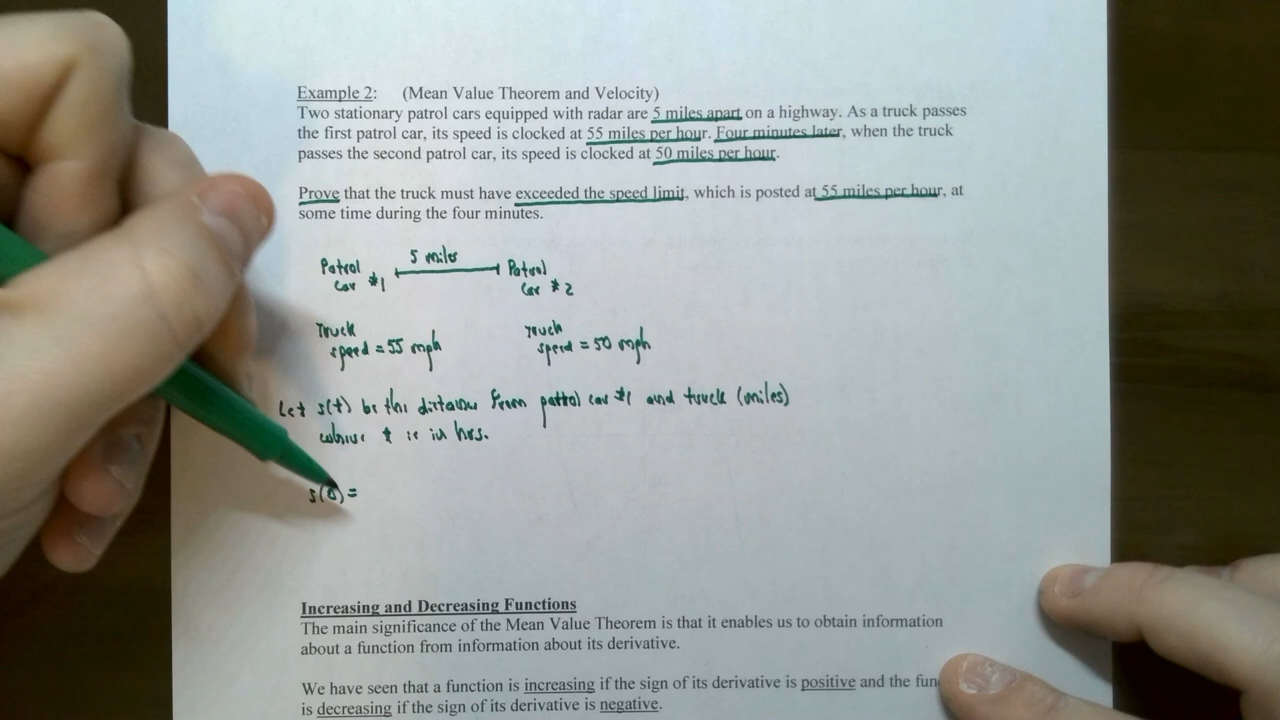 Example 2: (Mean Value Theorem and Velocity)
Two stationary patrol cars equipped with radar are 5 miles apart on a highway. As a truck passes
the first patrol car, its speed is clocked at 55 miles per hour. Four minutes later, when the truck
passes the second patrol car, its speed is clocked at 50 miles per hour.
Prove that the truck must have exceeded the speed limit, which is posted at 55 miles per hour, at
some time during the four minutes.
Patrol car #1
5 miles
Patrol car #2
Truck speed = 55 mph
Truck speed = 50 mph
Let s(t) be the distance from patrol car #1 and truck (miles)
where t is in hrs.
s(0) =
Increasing and Decreasing Functions
The main significance of the Mean Value Theorem is that it enables us to obtain information
about a function from information about its derivative.
We have seen that a function is increasing if the sign of its derivative is positive and the
is decreasing if the sign of its derivative is negative.